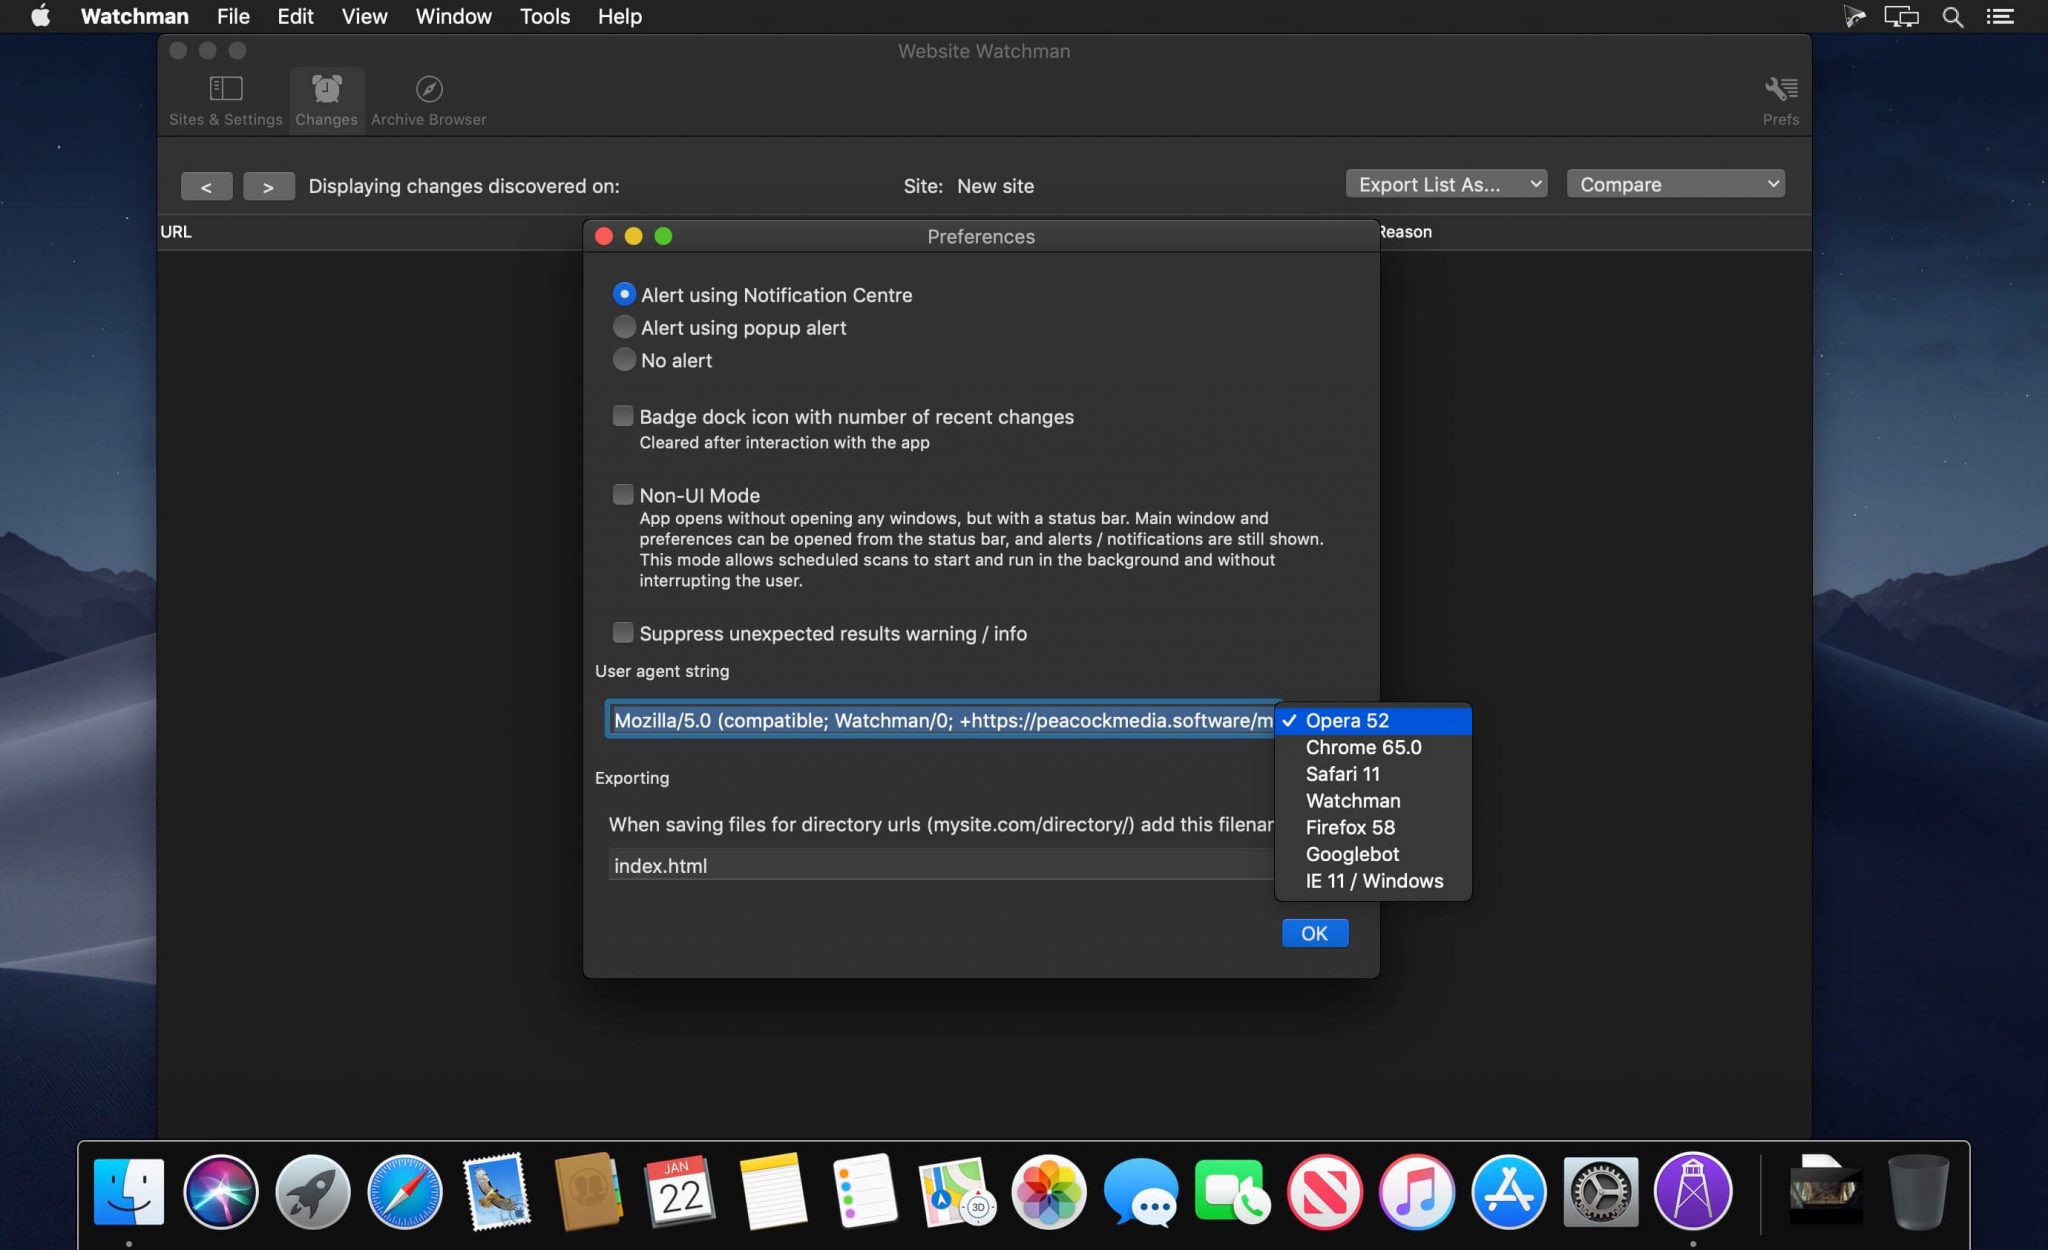 Watchman File Edit View Window Tools Help
Website Watchman
Sites & Settings Changes Archive Browser Prefs
< > Displaying changes discovered on: Site: New site Export List As... Compare
URL Reason
Preferences
Alert using Notification Centre
Alert using popup alert
No alert
Badge dock icon with number of recent changes
Cleared after interaction with the app
Non-UI Mode
App opens without opening any windows, but with a status bar. Main window and
preferences can be opened from the status bar, and alerts / notifications are still shown.
This mode allows scheduled scans to start and run in the background and without
interrupting the user.
Suppress unexpected results warning / info
User agent string
Mozilla/5.0 (compatible; Watchman/0; +https://peacockmedia.software/m
✓ Opera 52
Chrome 65.0
Safari 11
Watchman
Firefox 58
Googlebot
IE 11 / Windows
Exporting
When saving files for directory urls (mysite.com/directory/) add this filenar
index.html
OK
JAN
22
3D